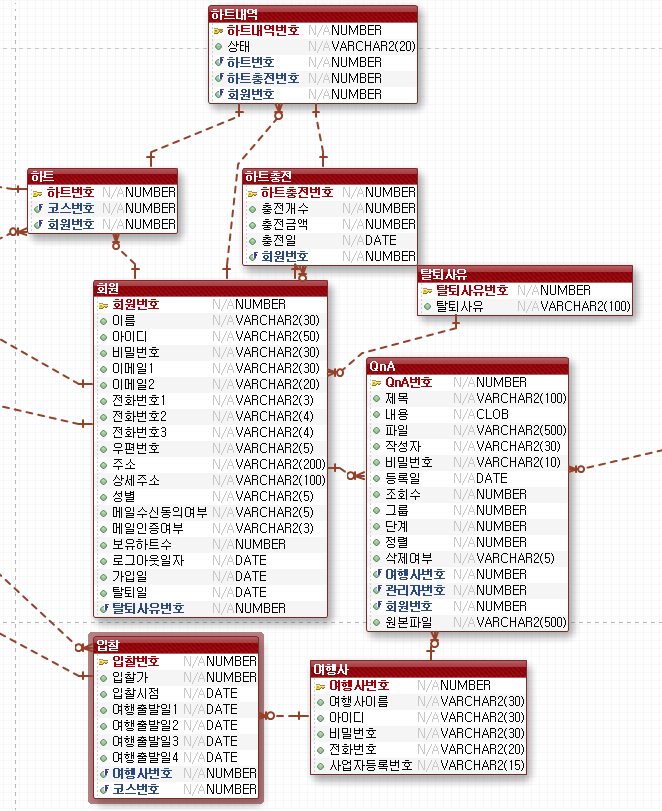 하트내역
하트내역번호 N/A NUMBER
상태 N/A VARCHAR2(20)
하트번호 N/A NUMBER
하트충전번호 N/A NUMBER
회원번호 N/A NUMBER
하트
하트번호 N/A NUMBER
코스번호 N/A NUMBER
회원번호 N/A NUMBER
하트충전
하트충전번호 N/A NUMBER
충전개수 N/A NUMBER
충전금액 N/A NUMBER
충전일 N/A DATE
회원번호 N/A NUMBER
탈퇴사유
탈퇴사유번호 N/A NUMBER
탈퇴사유 N/A VARCHAR2(100)
회원
회원번호 N/A NUMBER
이름 N/A VARCHAR2(30)
아이디 N/A VARCHAR2(50)
비밀번호 N/A VARCHAR2(30)
이메일1 N/A VARCHAR2(30)
이메일2 N/A VARCHAR2(20)
전화번호1 N/A VARCHAR2(3)
전화번호2 N/A VARCHAR2(4)
전화번호3 N/A VARCHAR2(4)
우편번호 N/A VARCHAR2(5)
주소 N/A VARCHAR2(200)
상세주소 N/A VARCHAR2(100)
성별 N/A VARCHAR2(5)
메일수신동의여부 N/A VARCHAR2(5)
메일인증여부 N/A VARCHAR2(3)
보유하트수 N/A NUMBER
로그아웃일자 N/A DATE
가입일 N/A DATE
탈퇴일 N/A DATE
탈퇴사유번호 N/A NUMBER
QnA
QnA번호 N/A NUMBER
제목 N/A VARCHAR2(100)
내용 N/A CLOB
파일 N/A VARCHAR2(500)
작성자 N/A VARCHAR2(30)
비밀번호 N/A VARCHAR2(10)
등록일 N/A DATE
조회수 N/A NUMBER
그룹 N/A NUMBER
단계 N/A NUMBER
정렬 N/A NUMBER
삭제여부 N/A VARCHAR2(5)
여행사번호 N/A NUMBER
관리자번호 N/A NUMBER
회원번호 N/A NUMBER
원본파일 N/A VARCHAR2(500)
입찰
입찰번호 N/A NUMBER
입찰가 N/A NUMBER
입찰시점 N/A DATE
여행출발일1 N/A DATE
여행출발일2 N/A DATE
여행출발일3 N/A DATE
여행출발일4 N/A DATE
여행사번호 N/A NUMBER
코스번호 N/A NUMBER
여행사
여행사번호 N/A NUMBER
여행사이름 N/A VARCHAR2(30)
아이디 N/A VARCHAR2(30)
비밀번호 N/A VARCHAR2(30)
전화번호 N/A VARCHAR2(20)
사업자등록번호 N/A VARCHAR2(15)